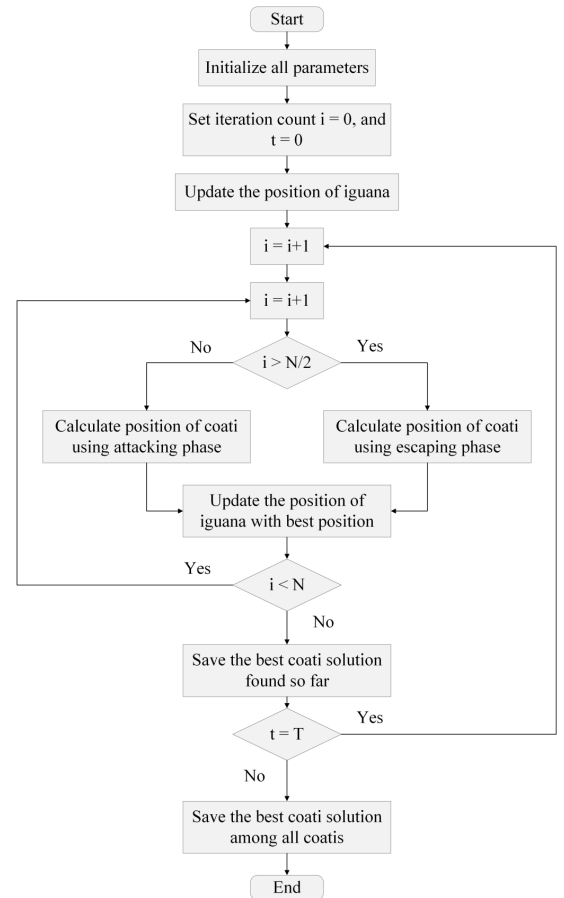 Start
Initialize all parameters
Set iteration count i = 0, and
t = 0
Update the position of iguana
i = i+1
i = i+1
No
Yes
i > N/2
Calculate position of coati
using attacking phase
Calculate position of coati
using escaping phase
Update the position of
iguana with best position
Yes
i < N
No
Save the best coati solution
found so far
Yes
t = T
No
Save the best coati solution
among all coatis
End